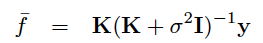 f̄ = K(K + σ²I)⁻¹y